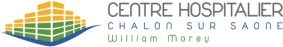 CENTRE HOSPITALIER
CHALON SUR SAONE
William Morey